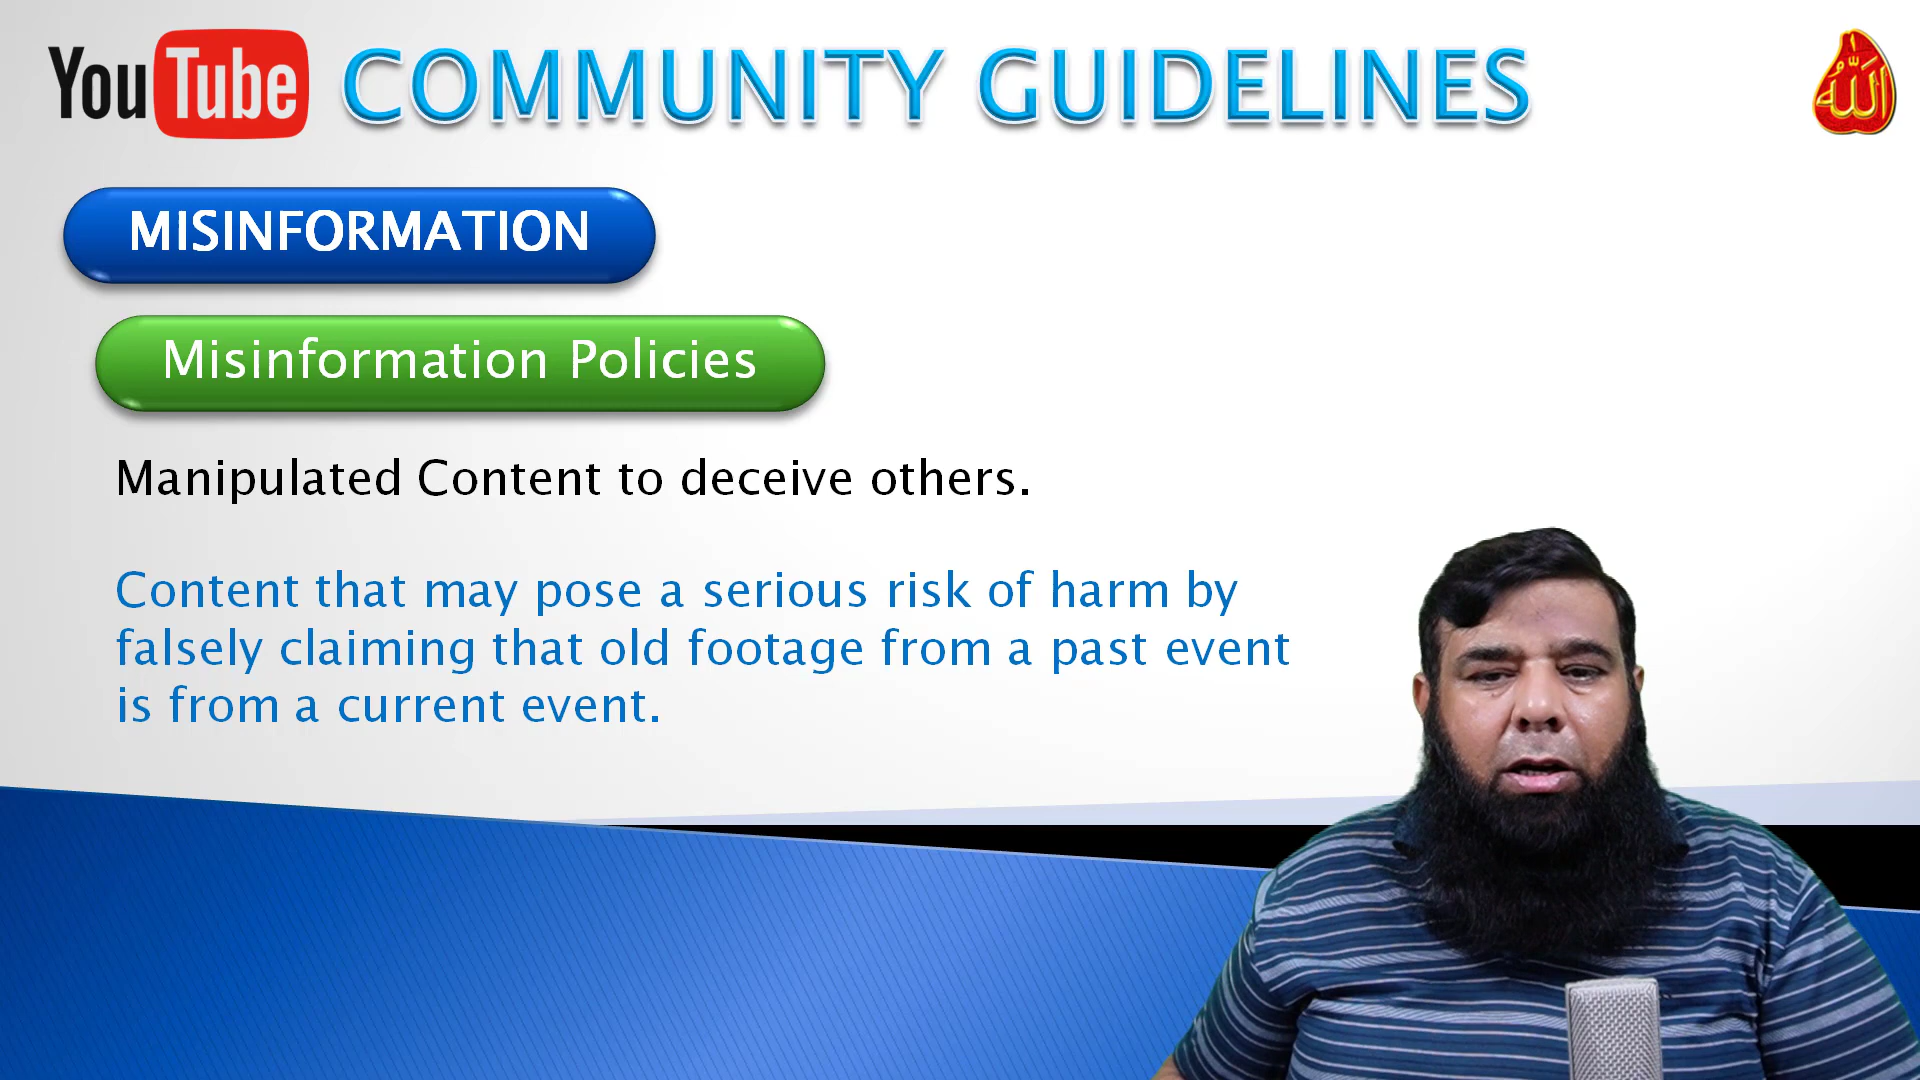 YouTube COMMUNITY GUIDELINES
الله
MISINFORMATION
Misinformation Policies
Manipulated Content to deceive others.
Content that may pose a serious risk of harm by
falsely claiming that old footage from a past event
is from a current event.